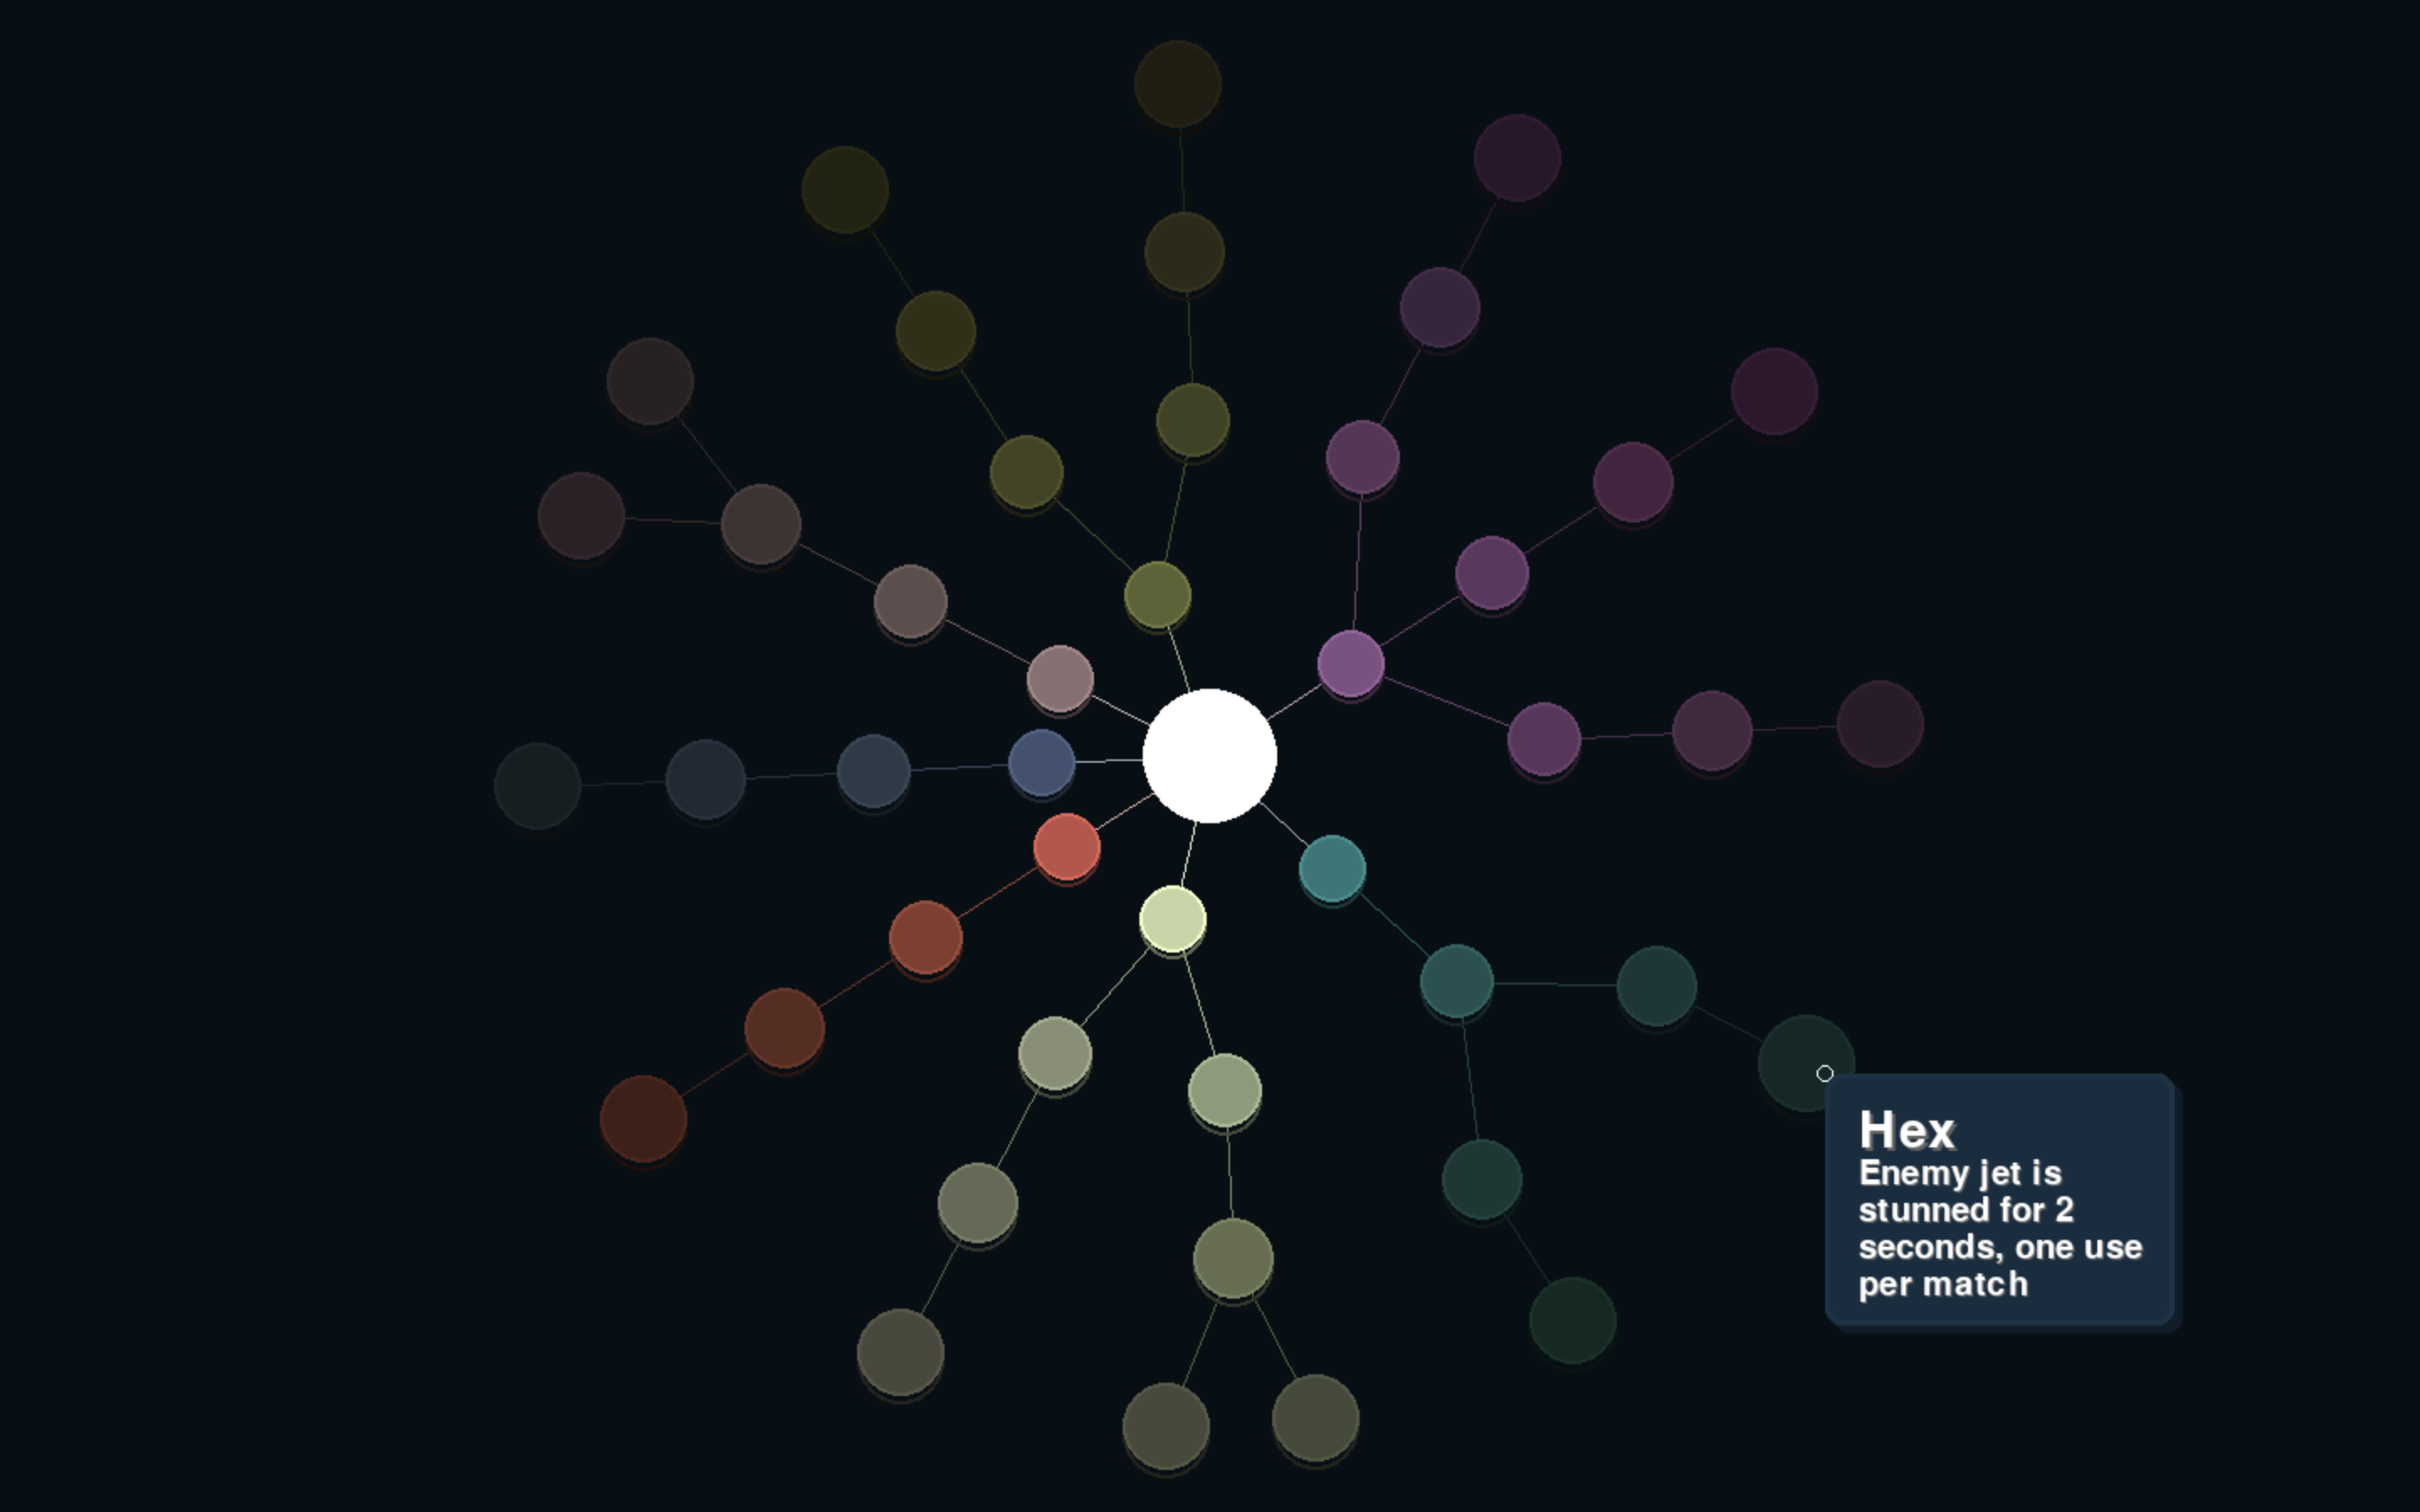 Hex
Enemy jet is
stunned for 2
seconds, one use
per match